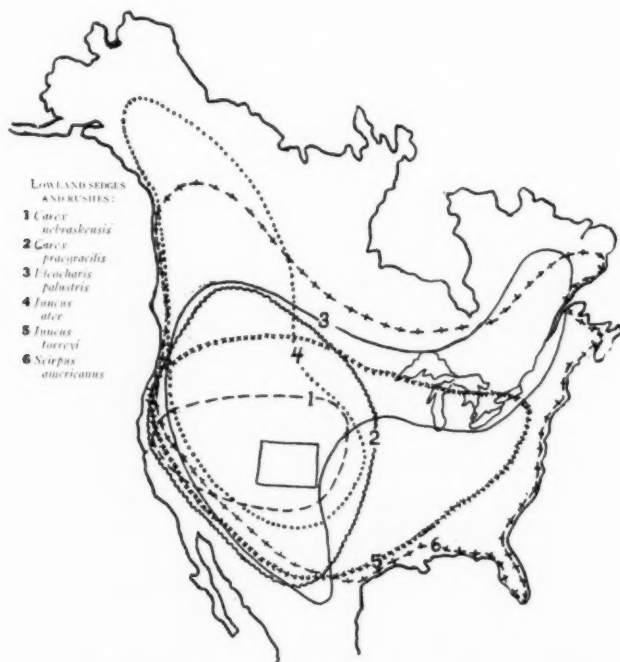 LOWLAND SEDGES
AND RUSHES:
1 Carex
nebraskensis
2 Carex
praegracilis
3 Eleocharis
palustris
4 Juncus
ater
5 Juncus
torreyi
6 Scirpus
americanus
3
4
1
2
5
6